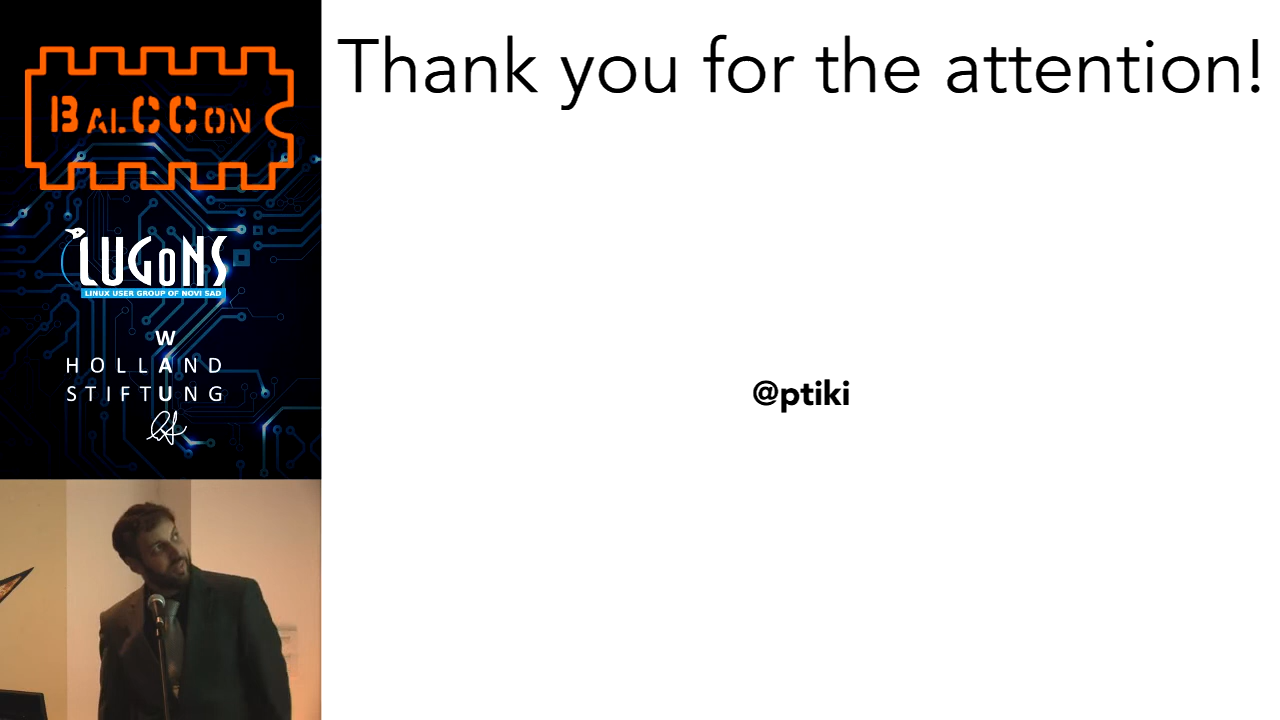 BALCCON
LUGoNS
LINUX USER GROUP OF NOVI SAD
W
HOLLAND
STIFTUNG
Thank you for the attention!
@ptiki